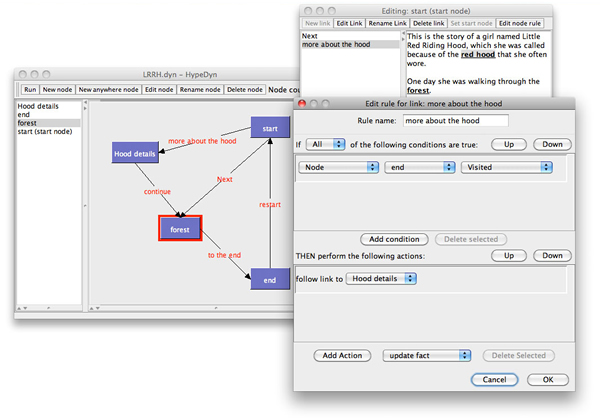 Editing: start (start node)
New link Edit Link Rename Link Delete link Set start node Edit node rule
Next
more about the hood
This is the story of a girl named Little
Red Riding Hood, which she was called
because of the red hood that she often
wore.
One day she was walking through the
forest.
LRRH.dyn - HypeDyn
Run New node New anywhere node Edit node Rename node Delete node Node cou
Hood details
end
forest
start (start node)
start
more about the hood
Hood details
Next
continue
restart
forest
to the end
end
Edit rule for link: more about the hood
Rule name: more about the hood
If All of the following conditions are true: Up Down
Node end Visited
Add condition Delete selected
THEN perform the following actions: Up Down
follow link to Hood details
Add Action update fact Delete Selected
Cancel OK